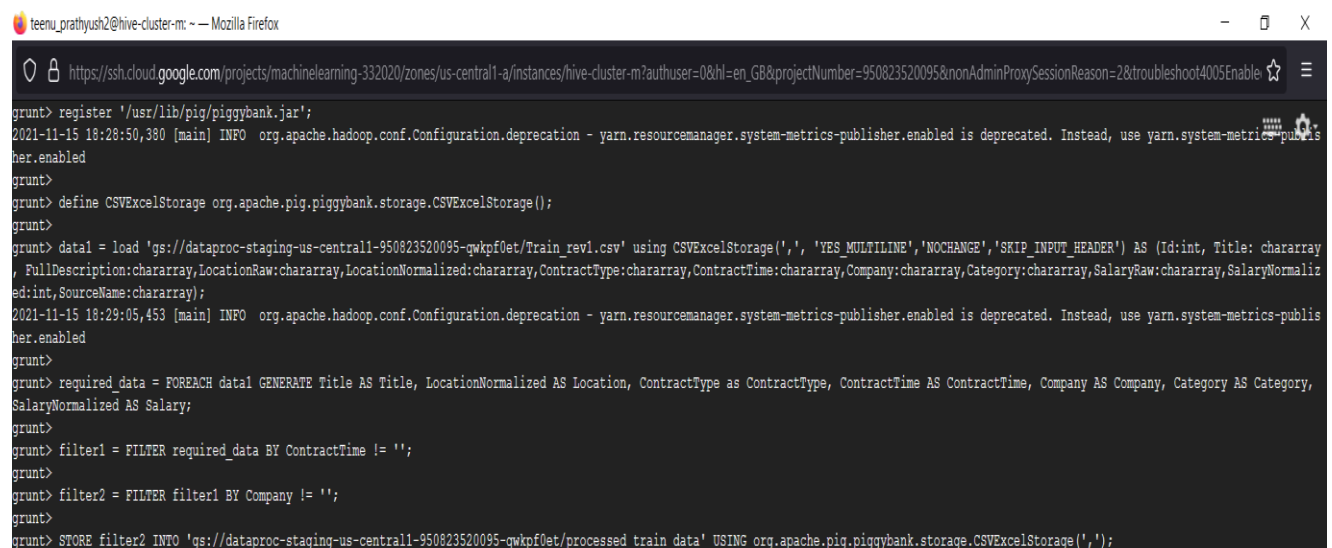 teenu_prathyush2@hive-cluster-m: ~ — Mozilla Firefox
https://ssh.cloud.google.com/projects/machinelearning-332020/zones/us-central1-a/instances/hive-cluster-m?authuser=0&hl=en_GB&projectNumber=950823520095&nonAdminProxySessionReason=2&troubleshoot4005Enable
grunt> register '/usr/lib/pig/piggybank.jar';
2021-11-15 18:28:50,380 [main] INFO  org.apache.hadoop.conf.Configuration.deprecation - yarn.resourcemanager.system-metrics-publisher.enabled is deprecated. Instead, use yarn.system-metrics-publis
her.enabled
grunt>
grunt> define CSVExcelStorage org.apache.pig.piggybank.storage.CSVExcelStorage();
grunt>
grunt> data1 = load 'gs://dataproc-staging-us-central1-950823520095-qwkpf0et/Train_rev1.csv' using CSVExcelStorage(',', 'YES_MULTILINE','NOCHANGE','SKIP_INPUT_HEADER') AS (Id:int, Title: chararray
, FullDescription:chararray,LocationRaw:chararray,LocationNormalized:chararray,ContractType:chararray,ContractTime:chararray,Company:chararray,Category:chararray,SalaryRaw:chararray,SalaryNormaliz
ed:int,SourceName:chararray);
2021-11-15 18:29:05,453 [main] INFO  org.apache.hadoop.conf.Configuration.deprecation - yarn.resourcemanager.system-metrics-publisher.enabled is deprecated. Instead, use yarn.system-metrics-publis
her.enabled
grunt>
grunt> required_data = FOREACH data1 GENERATE Title AS Title, LocationNormalized AS Location, ContractType as ContractType, ContractTime AS ContractTime, Company AS Company, Category AS Category,
SalaryNormalized AS Salary;
grunt>
grunt> filter1 = FILTER required_data BY ContractTime != '';
grunt>
grunt> filter2 = FILTER filter1 BY Company != '';
grunt>
grunt> STORE filter2 INTO 'gs://dataproc-staging-us-central1-950823520095-qwkpf0et/processed_train_data' USING org.apache.pig.piggybank.storage.CSVExcelStorage(',');